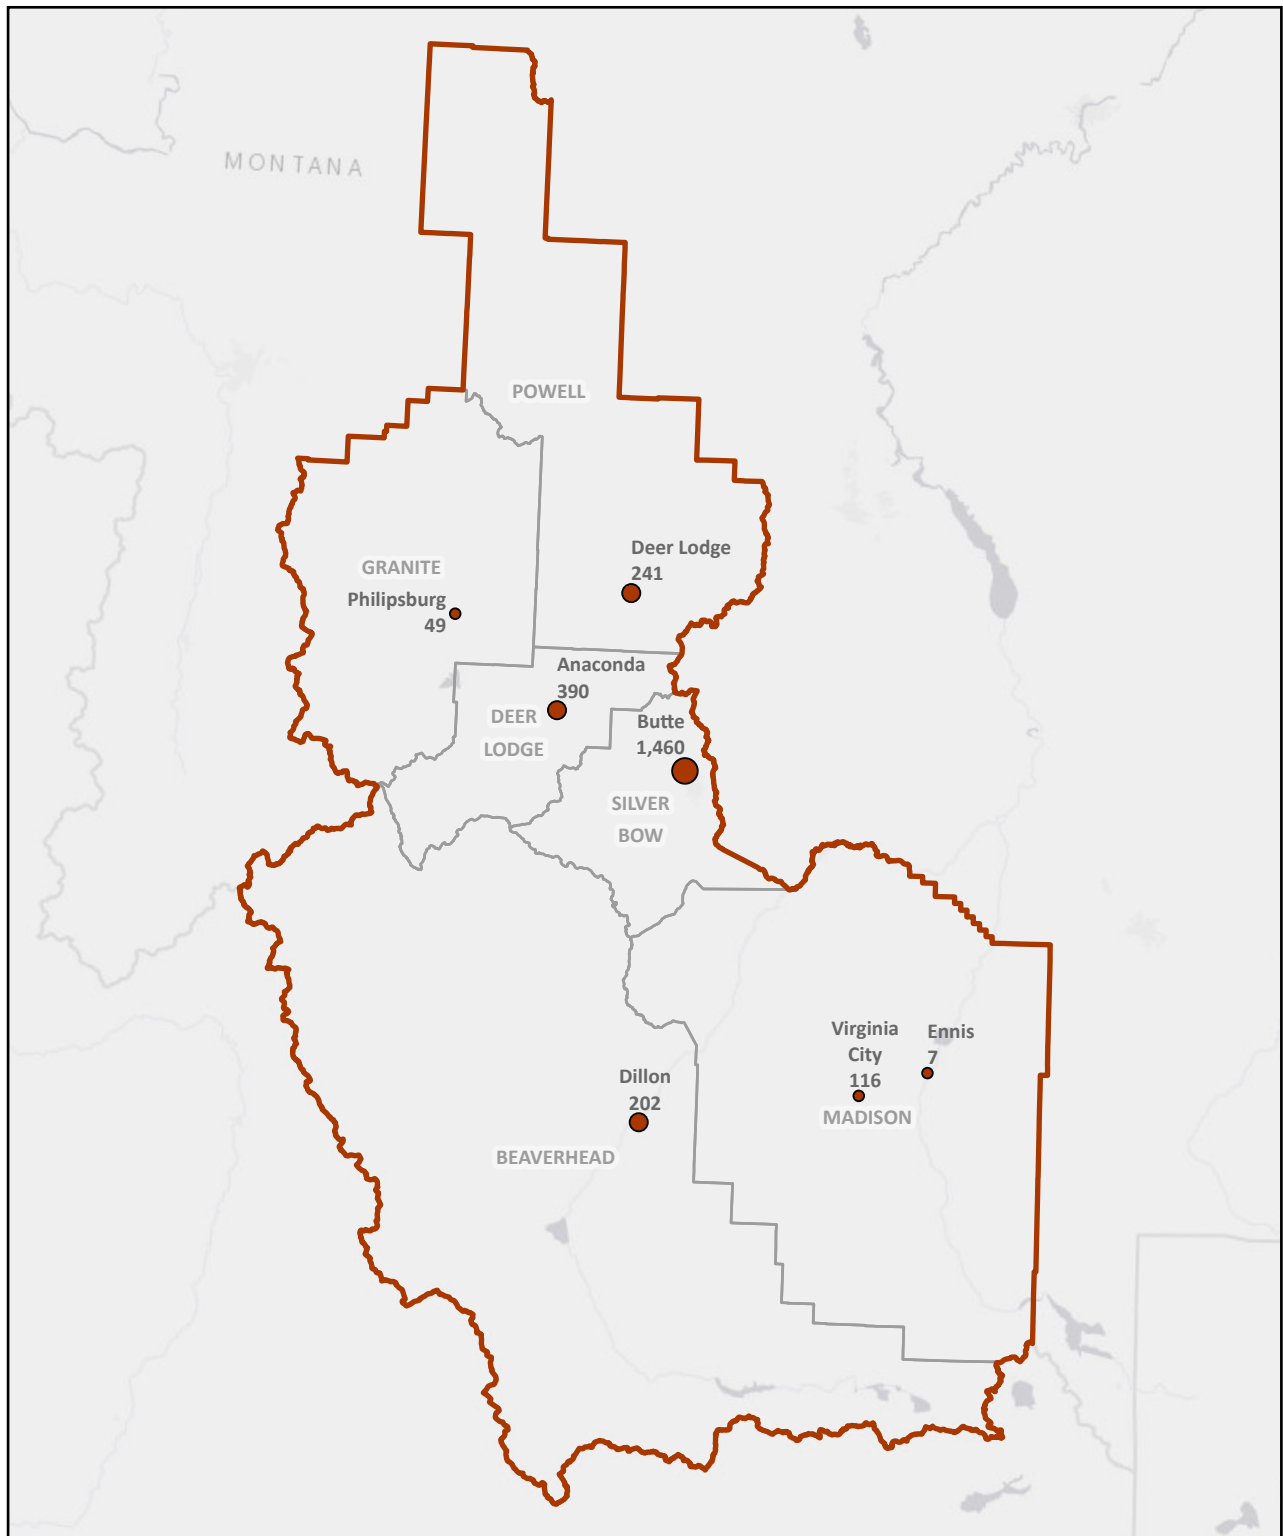 MONTANA
POWELL
Deer Lodge
241
GRANITE
Philipsburg
49
Anaconda
390
DEER
LODGE
Butte
1,460
SILVER
BOW
Virginia
City
116
Ennis
7
MADISON
Dillon
202
BEAVERHEAD